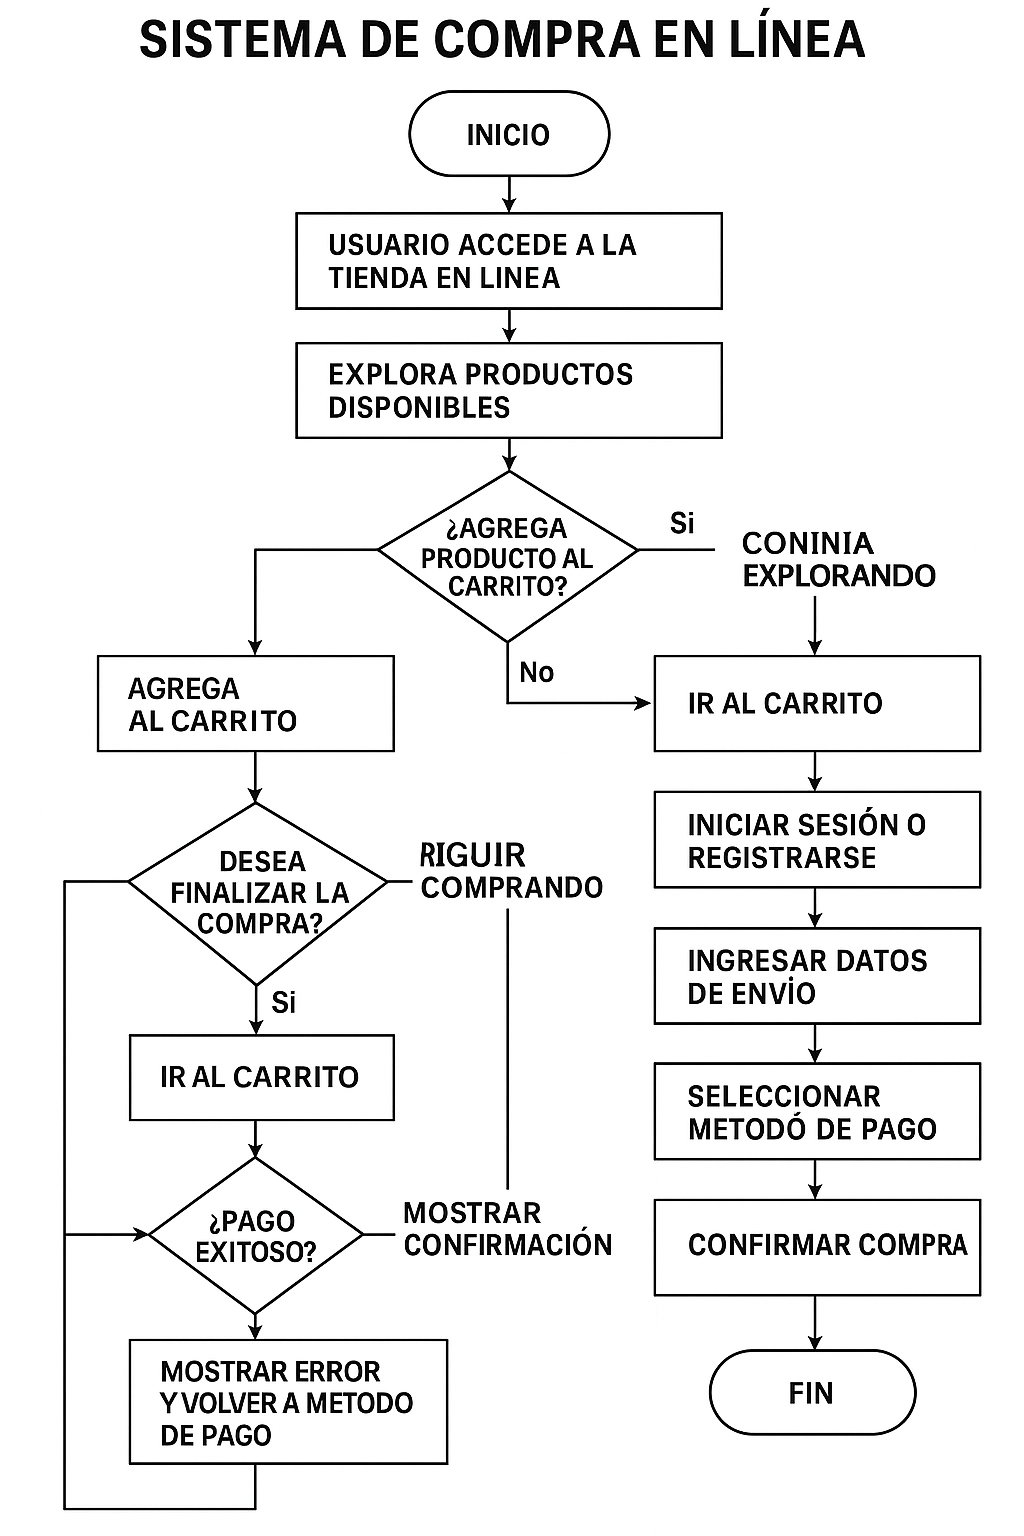 SISTEMA DE COMPRA EN LÍNEA
INICIO
USUARIO ACCEDE A LA
TIENDA EN LINEA
EXPLORA PRODUCTOS
DISPONIBLES
¿AGREGA
PRODUCTO AL
CARRITO?
Si
CONINIA
EXPLORANDO
No
AGREGA
AL CARRITO
IR AL CARRITO
DESEA
FINALIZAR LA
COMPRA?
RIGUIR
COMPRANDO
Si
INICIAR SESIÓN O
REGISTRARSE
INGRESAR DATOS
DE ENVÍO
IR AL CARRITO
SELECCIONAR
METODÓ DE PAGO
¿PAGO
EXITOSO?
MOSTRAR
CONFIRMACIÓN
CONFIRMAR COMPRA
MOSTRAR ERROR
Y VOLVER A METODO
DE PAGO
FIN